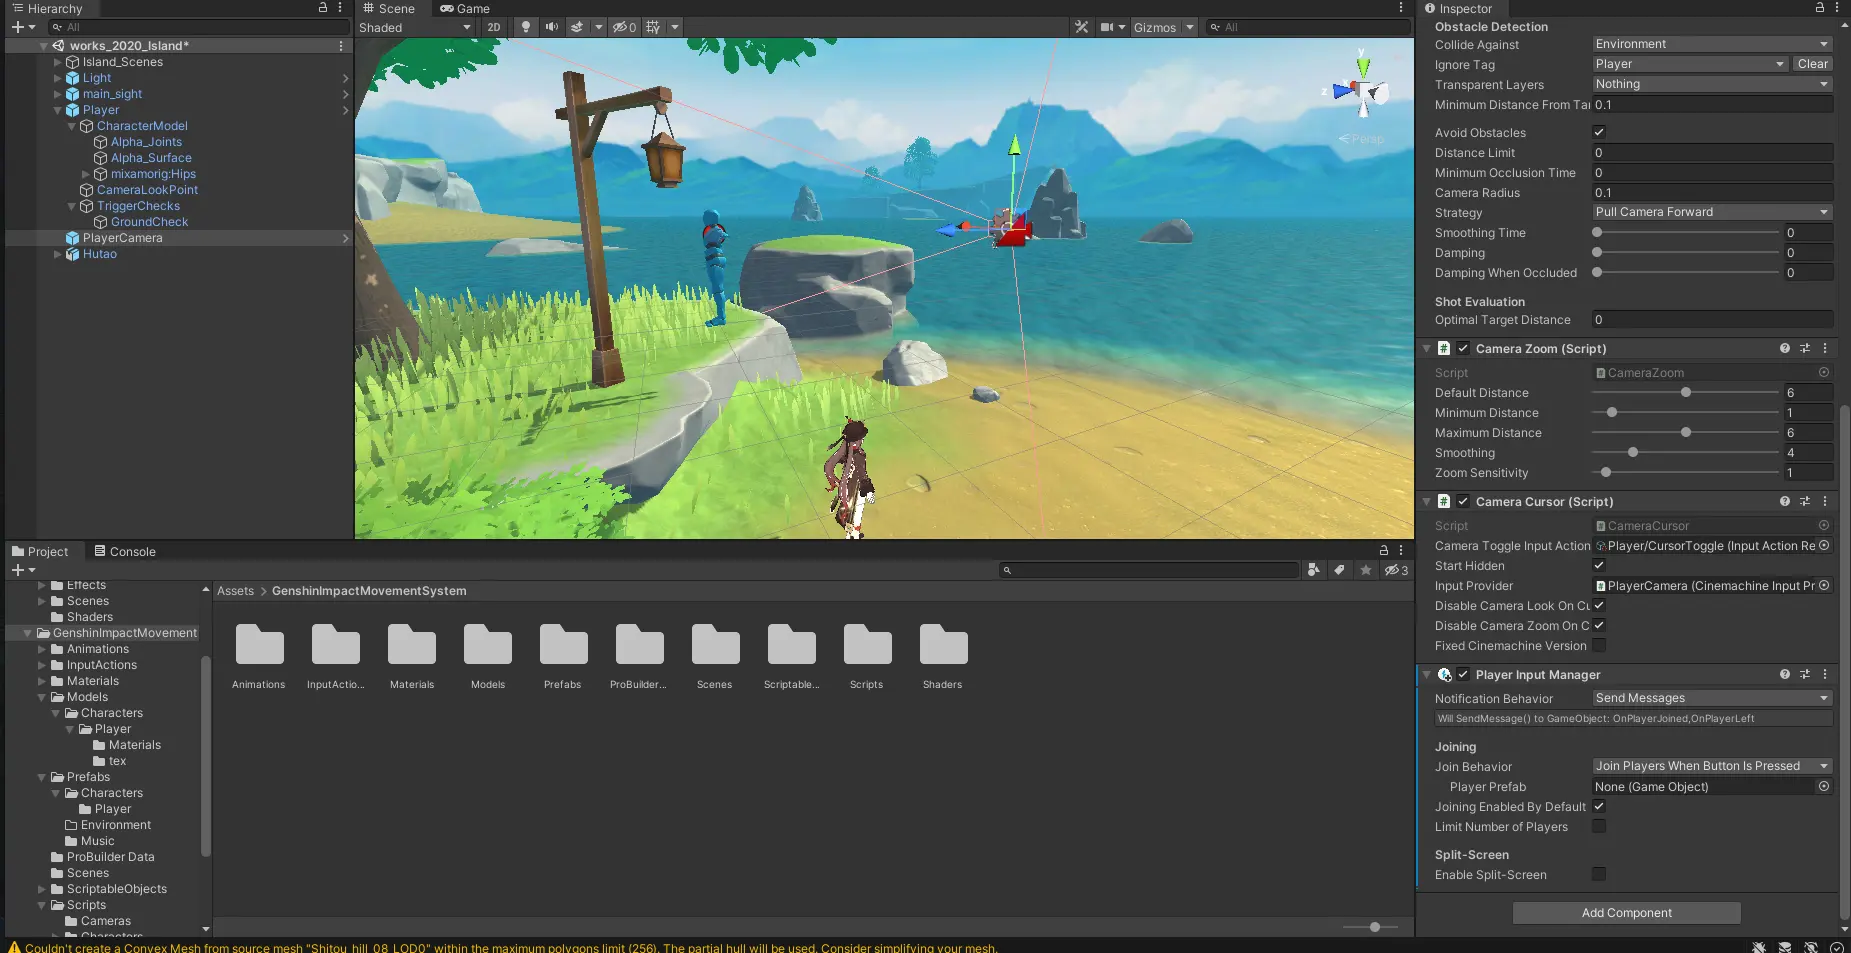 Hierarchy
All
works_2020_Island*
Island_Scenes
Light
main_sight
Player
CharacterModel
Alpha_Joints
Alpha_Surface
mixamorig:Hips
CameraLookPoint
TriggerChecks
GroundCheck
PlayerCamera
Hutao
Scene Game
Shaded 2D 0 Gizmos All
y
z
Persp
Inspector
Obstacle Detection
Collide Against Environment
Ignore Tag Player Clear
Transparent Layers Nothing
Minimum Distance From Tar 0.1
Avoid Obstacles
Distance Limit 0
Minimum Occlusion Time 0
Camera Radius 0.1
Strategy Pull Camera Forward
Smoothing Time 0
Damping 0
Damping When Occluded 0
Shot Evaluation
Optimal Target Distance 0
# Camera Zoom (Script)
Script CameraZoom
Default Distance 6
Minimum Distance 1
Maximum Distance 6
Smoothing 4
Zoom Sensitivity 1
# Camera Cursor (Script)
Script CameraCursor
Camera Toggle Input Action Player/CursorToggle (Input Action Re
Start Hidden
Input Provider PlayerCamera (Cinemachine Input Pr
Disable Camera Look On Cu
Disable Camera Zoom On C
Fixed Cinemachine Version
Player Input Manager
Notification Behavior Send Messages
Will SendMessage() to GameObject: OnPlayerJoined,OnPlayerLeft
Joining
Join Behavior Join Players When Button Is Pressed
Player Prefab None (Game Object)
Joining Enabled By Default
Limit Number of Players
Split-Screen
Enable Split-Screen
Add Component
Project Console
3
Effects
Scenes
Shaders
GenshinImpactMovement
Animations
InputActions
Materials
Models
Characters
Player
Materials
tex
Prefabs
Characters
Player
Environment
Music
ProBuilder Data
Scenes
ScriptableObjects
Scripts
Cameras
Characters
Assets > GenshinImpactMovementSystem
Animations InputActio... Materials Models Prefabs ProBuilder... Scenes Scriptable... Scripts Shaders
Couldn't create a Convex Mesh from source mesh "Shitou_hill_08_LOD0" within the maximum polygons limit (256). The partial hull will be used. Consider simplifying your mesh.